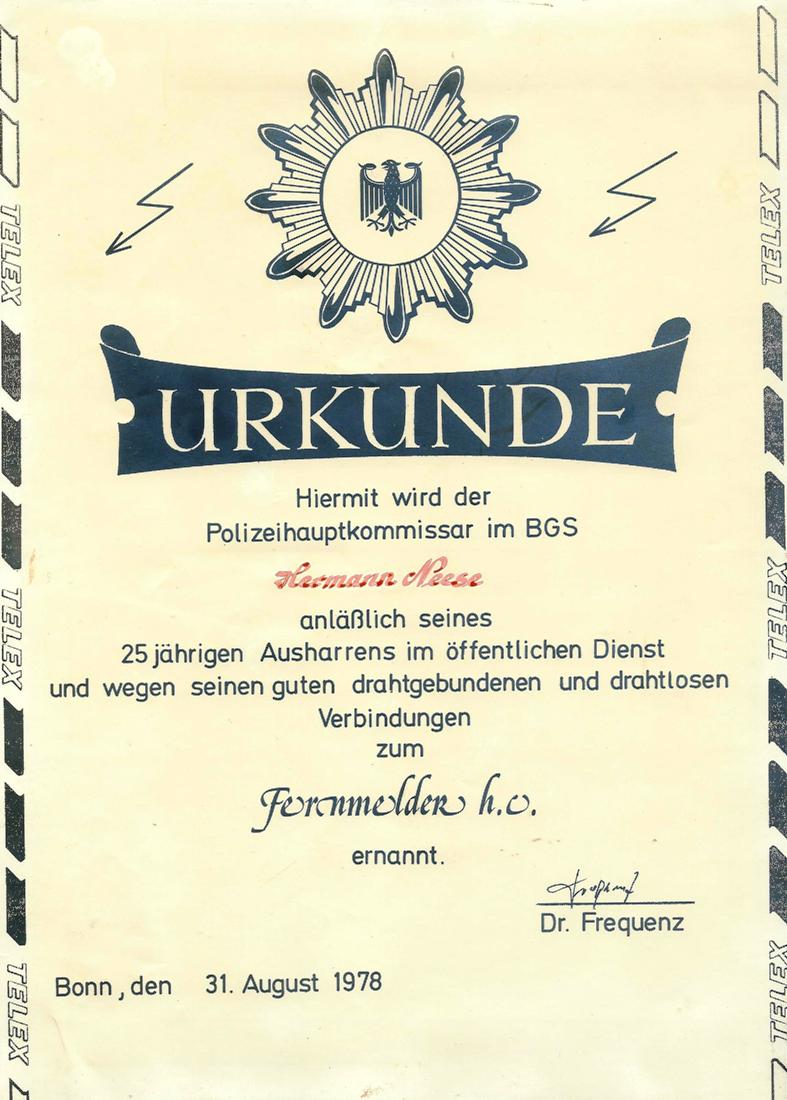 URKUNDE
Hiermit wird der
Polizeihauptkommissar im BGS
Hermann Neese
anläßlich seines
25 jährigen Ausharrens im öffentlichen Dienst
und wegen seinen guten drahtgebundenen und drahtlosen
Verbindungen
zum
Fernmelder h.c.
ernannt.
Dr. Frequenz
Bonn, den 31. August 1978
TELEX
TELEX
TELEX
TELEX
TELEX
TELEX